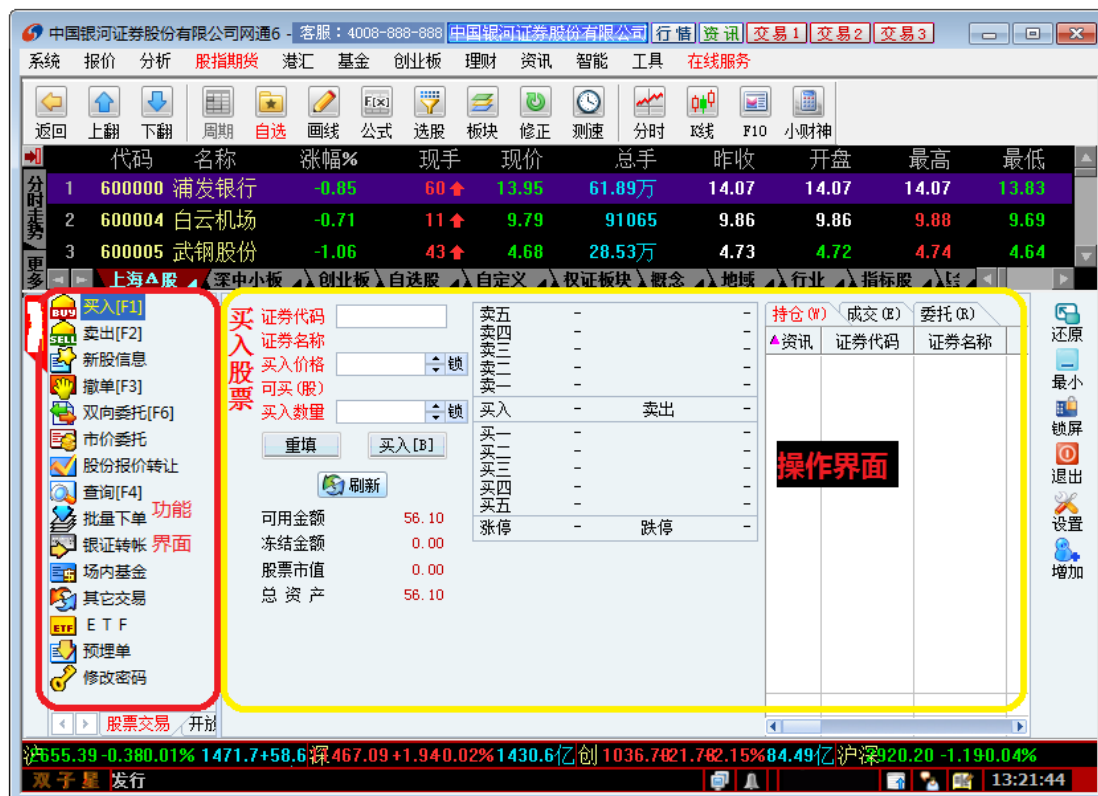 中国银河证券股份有限公司网通6 - 客服：4008-888-888 中国银河证券股份有限公司 行情 资讯 交易1 交易2 交易3
系统 报价 分析 股指期货 港汇 基金 创业板 理财 资讯 智能 工具 在线服务
返回 上翻 下翻 周期 自选 画线 公式 选股 板块 修正 测速 分时 K线 F10 小财神
代码 名称 涨幅% 现手 现价 总手 昨收 开盘 最高 最低
分时走势
1 600000 浦发银行 -0.85 60 13.95 61.89万 14.07 14.07 14.07 13.83
2 600004 白云机场 -0.71 11 9.79 91065 9.86 9.86 9.88 9.69
3 600005 武钢股份 -1.06 43 4.68 28.53万 4.73 4.72 4.74 4.64
更多
上海A股 深中小板 创业板 自选股 自定义 权证板块 概念 地域 行业 指标股
买入[F1]
卖出[F2]
新股信息
撤单[F3]
双向委托[F6]
市价委托
股份报价转让
查询[F4]
批量下单
银证转帐
场内基金
其它交易
ETF
预埋单
修改密码
功能
界面
股票交易 开放
买入股票
证券代码
证券名称
买入价格 锁
可买(股)
买入数量 锁
重填 买入[B]
刷新
可用金额 56.10
冻结金额 0.00
股票市值 0.00
总资产 56.10
卖五 - -
卖四 - -
卖三 - -
卖二 - -
卖一 - -
买入 - 卖出 -
买一 - -
买二 - -
买三 - -
买四 - -
买五 - -
涨停 - 跌停 -
持仓(W) 成交(E) 委托(R)
资讯 证券代码 证券名称
操作界面
还原
最小
锁屏
退出
设置
增加
655.39 -0.38 0.01% 1471.7+58.6 深 467.09 +1.94 0.02% 1430.6亿 创 1036.7 2.15% 84.49亿 沪深 920.20 -1.19 0.04%
双子星 发行 13:21:44